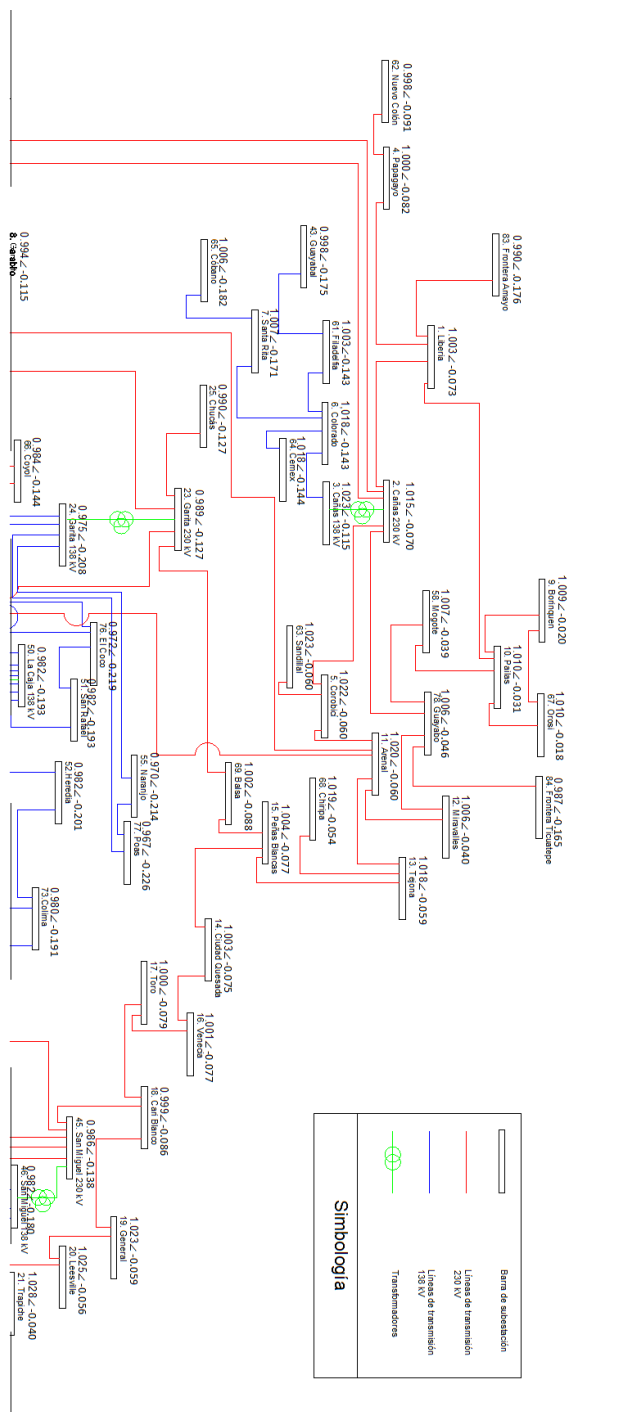 1.009∠-0.020
9. Borinquen
1.010∠-0.018
67. Orosi
0.987∠-0.165
84. Frontera Ticuatepe
0.990∠-0.176
83. Frontera Amayo
1.010∠-0.031
10. Pailas
1.006∠-0.040
12. Miravalles
1.003∠-0.073
1. Liberia
1.007∠-0.039
58. Mogote
1.006∠-0.046
78. Guayabo
1.018∠-0.059
13. Tejona
0.998∠-0.091
62. Nuevo Colón
1.000∠-0.082
4. Papagayo
1.015∠-0.070
2. Cañas 230 kV
1.020∠-0.060
11. Arenal
0.998∠-0.175
43. Guayabal
1.003∠-0.143
61. Filadelfia
1.018∠-0.143
6. Colorado
1.023∠-0.115
3. Cañas 138 kV
1.022∠-0.060
5. Corobicí
1.019∠-0.054
68. Chiripa
1.018∠-0.144
64. Cemex
1.023∠-0.060
63. Sandillal
1.007∠-0.171
7. Santa Rita
1.004∠-0.077
15. Peñas Blancas
1.006∠-0.182
65. Cóbano
0.990∠-0.127
25. Chucás
1.002∠-0.088
69. Balsa
1.003∠-0.075
14. Ciudad Quesada
0.989∠-0.127
23. Garita 230 kV
1.001∠-0.077
16. Venecia
1.000∠-0.079
17. Toro
0.999∠-0.086
18. Cari Blanco
0.970∠-0.214
55. Naranjo
0.967∠-0.226
77. Poas
1.023∠-0.059
19. General
0.972∠-0.219
76. El Coco
0.982∠-0.193
51. San Rafael
0.986∠-0.138
45. San Miguel 230 kV
0.975∠-0.208
24. Garita 138 kV
0.982∠-0.201
52.Heredia
1.025∠-0.056
20. Leesville
0.980∠-0.191
73.Colima
0.994∠-0.115
0.984∠-0.144
66. Coyol
0.982∠-0.193
50. La Caja 138 kV
0.982∠-0.180
46. San Miguel 138 kV
1.028∠-0.040
21. Trapiche
Barra de subestación
Líneas de transmisión
230 kV
Líneas de transmisión
138 kV
Transformadores
Simbología